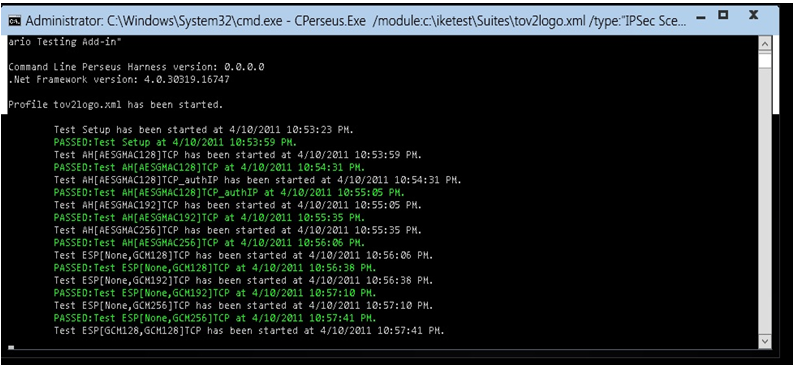 Administrator: C:\Windows\System32\cmd.exe - CPerseus.Exe /module:c:\iketest\Suites\tov2logo.xml /type:"IPSec Sce...
ario Testing Add-in"
Command Line Perseus Harness version: 0.0.0.0
.Net Framework version: 4.0.30319.16747
Profile tov2logo.xml has been started.
Test Setup has been started at 4/10/2011 10:53:23 PM.
PASSED:Test Setup at 4/10/2011 10:53:59 PM.
Test AH[AESGMAC128]TCP has been started at 4/10/2011 10:53:59 PM.
PASSED:Test AH[AESGMAC128]TCP at 4/10/2011 10:54:31 PM.
Test AH[AESGMAC128]TCP_authIP has been started at 4/10/2011 10:54:31 PM.
PASSED:Test AH[AESGMAC128]TCP_authIP at 4/10/2011 10:55:05 PM.
Test AH[AESGMAC192]TCP has been started at 4/10/2011 10:55:05 PM.
PASSED:Test AH[AESGMAC192]TCP at 4/10/2011 10:55:35 PM.
Test AH[AESGMAC256]TCP has been started at 4/10/2011 10:55:35 PM.
PASSED:Test AH[AESGMAC256]TCP at 4/10/2011 10:56:06 PM.
Test ESP[None,GCM128]TCP has been started at 4/10/2011 10:56:06 PM.
PASSED:Test ESP[None,GCM128]TCP at 4/10/2011 10:56:38 PM.
Test ESP[None,GCM192]TCP has been started at 4/10/2011 10:56:38 PM.
PASSED:Test ESP[None,GCM192]TCP at 4/10/2011 10:57:10 PM.
Test ESP[None,GCM256]TCP has been started at 4/10/2011 10:57:10 PM.
PASSED:Test ESP[None,GCM256]TCP at 4/10/2011 10:57:41 PM.
Test ESP[GCM128,GCM128]TCP has been started at 4/10/2011 10:57:41 PM.